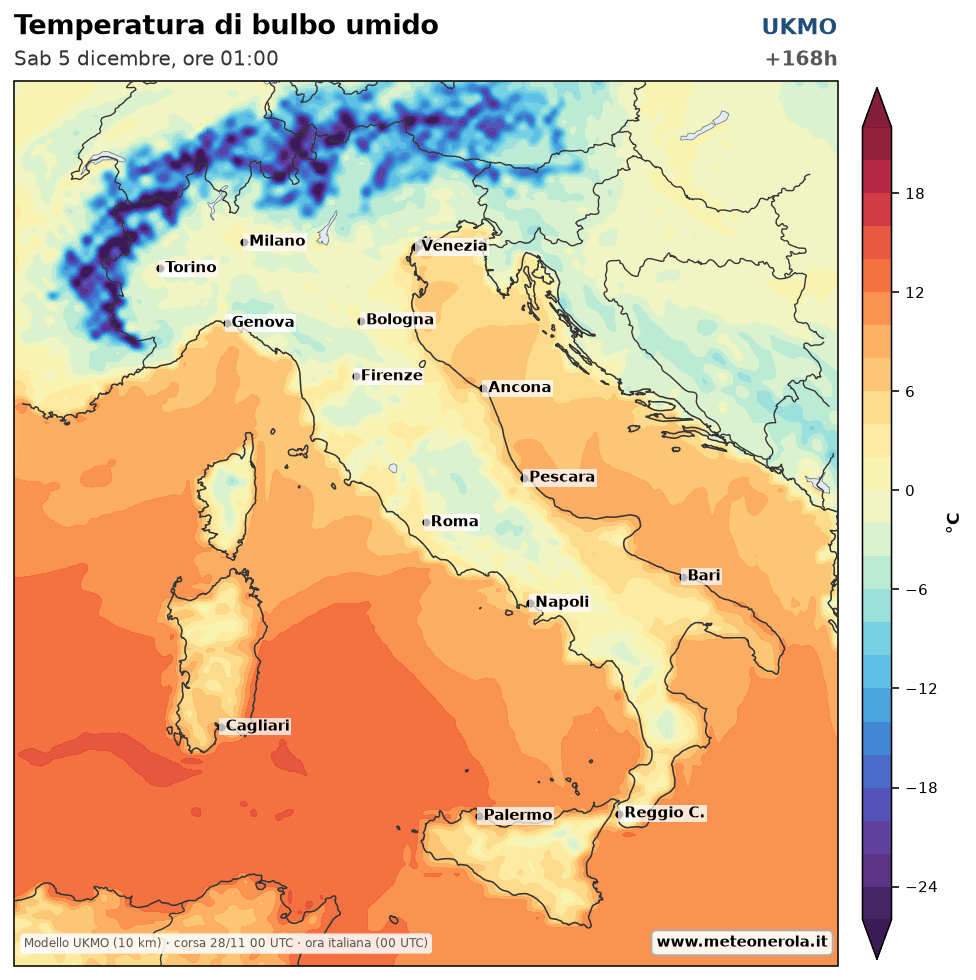 Temperatura di bulbo umido
UKMO
Sab 5 dicembre, ore 01:00
+168h
Milano
Venezia
Torino
Genova
Bologna
Firenze
Ancona
Pescara
Roma
Bari
Napoli
Cagliari
Palermo
Reggio C.
18
12
6
0
−6
−12
−18
−24
°C
Modello UKMO (10 km) · corsa 28/11 00 UTC · ora italiana (00 UTC)
www.meteonerola.it